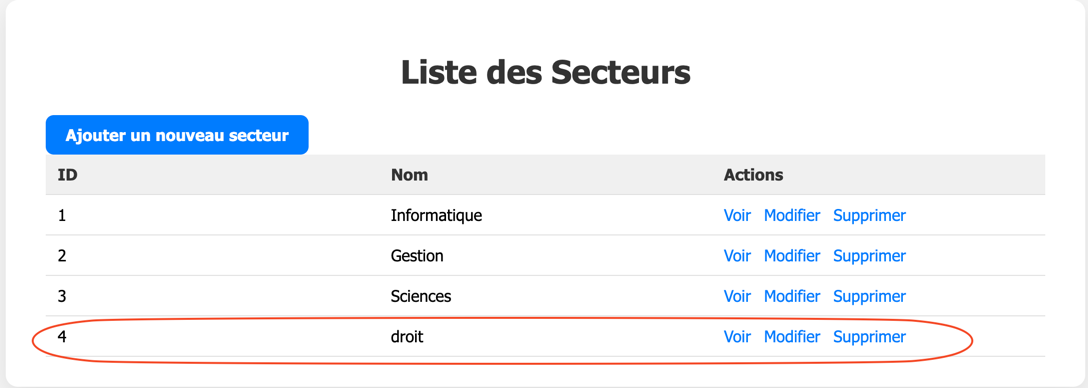 Liste des Secteurs
Ajouter un nouveau secteur
ID Nom Actions
1 Informatique Voir Modifier Supprimer
2 Gestion Voir Modifier Supprimer
3 Sciences Voir Modifier Supprimer
4 droit Voir Modifier Supprimer